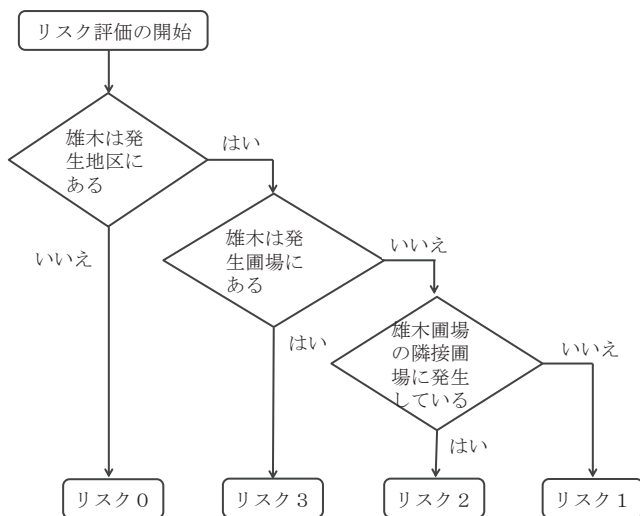 リスク評価の開始
雄木は発
生地区に
ある
はい
いいえ
雄木は発
生圃場に
ある
いいえ
はい
雄木圃場
の隣接圃
場に発生
している
いいえ
はい
リスク０
リスク３
リスク２
リスク１